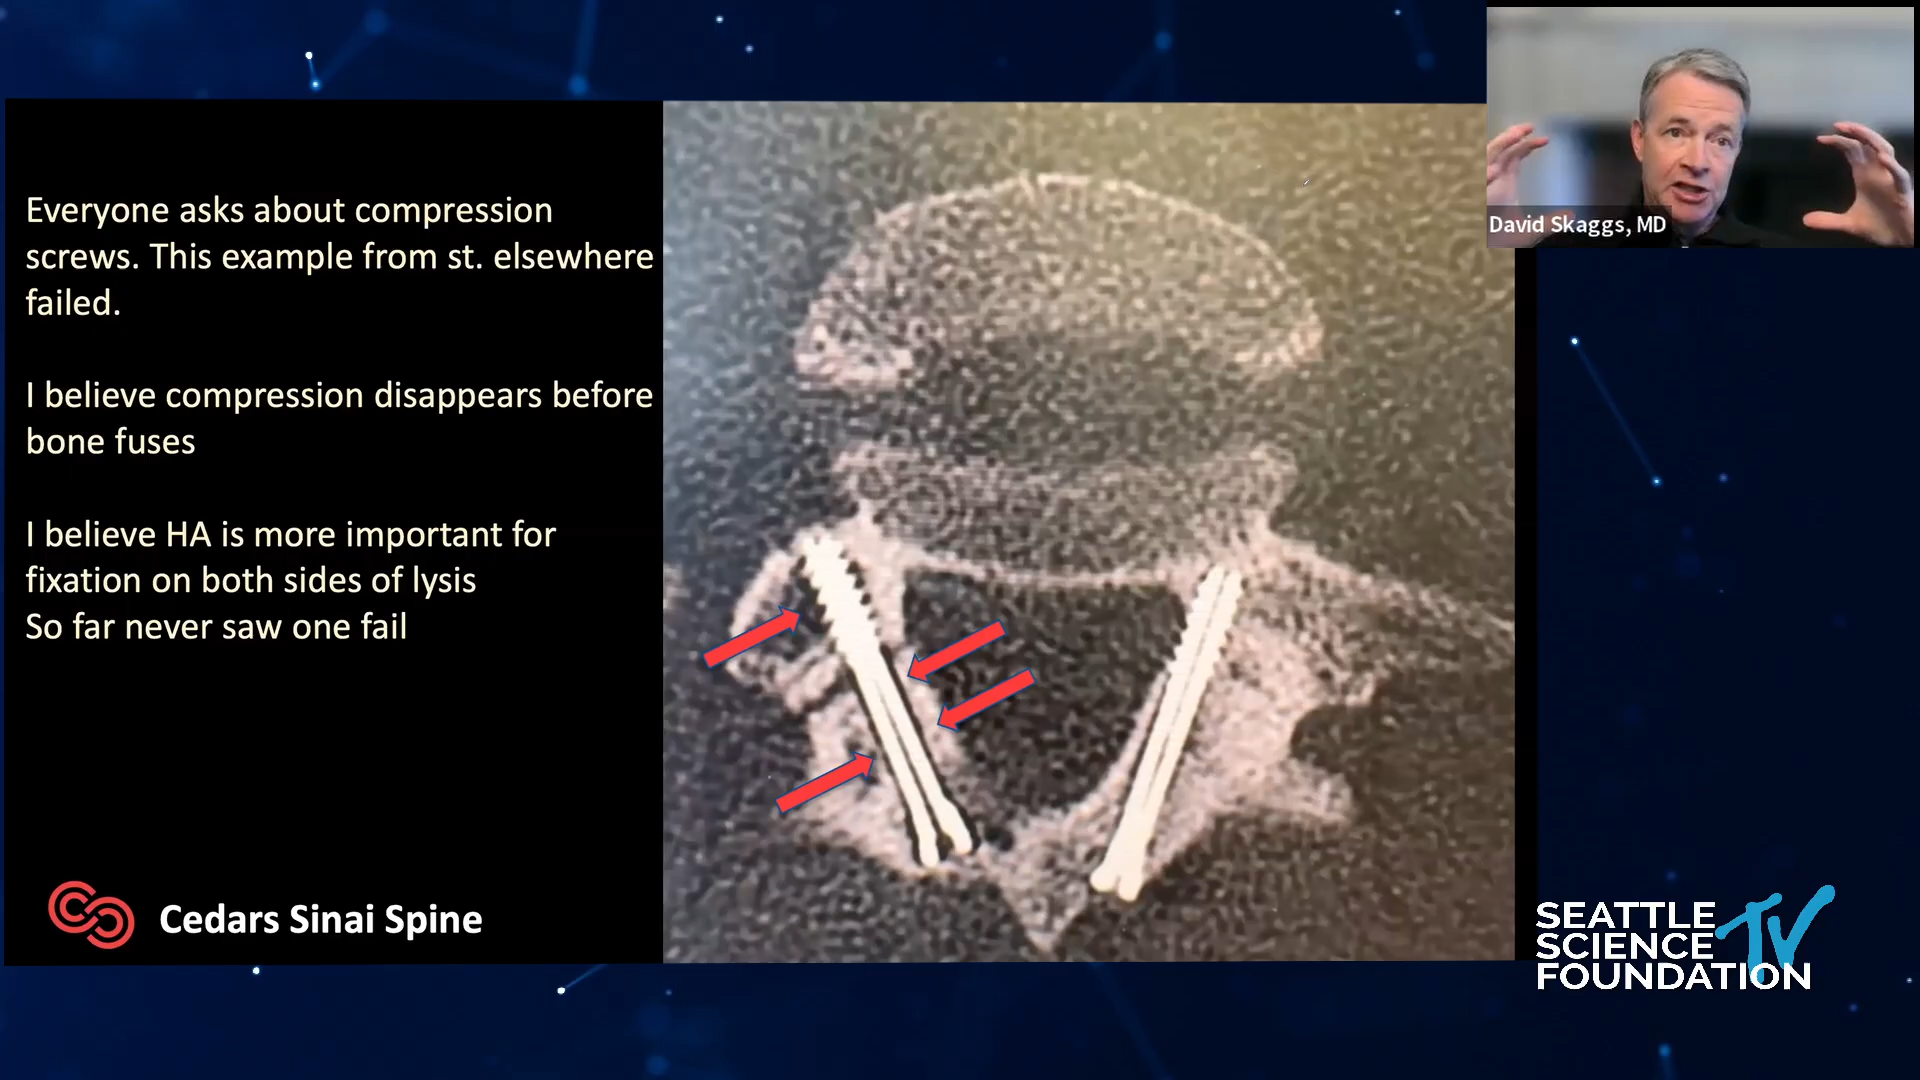 Everyone asks about compression
screws. This example from st. elsewhere
failed.
I believe compression disappears before
bone fuses
I believe HA is more important for
fixation on both sides of lysis
So far never saw one fail
Cedars Sinai Spine
David Skaggs, MD
SEATTLE
SCIENCE
FOUNDATION
TV